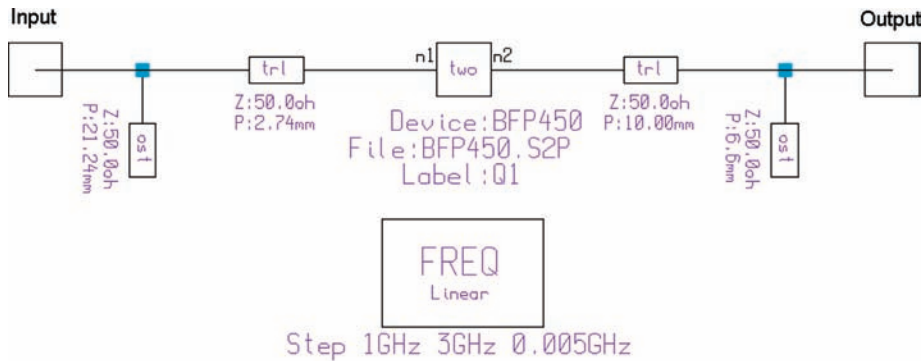 Input
Output
trl
n1
two
n2
trl
Z:50.0oh
P:2.74mm
Z:50.0oh
P:10.00mm
Z:50.0oh
P:21.24mm
ost
Device:BFP450
File:BFP450.S2P
Label:Q1
Z:50.0oh
P:6.6mm
ost
FREQ
Linear
Step 1GHz 3GHz 0.005GHz